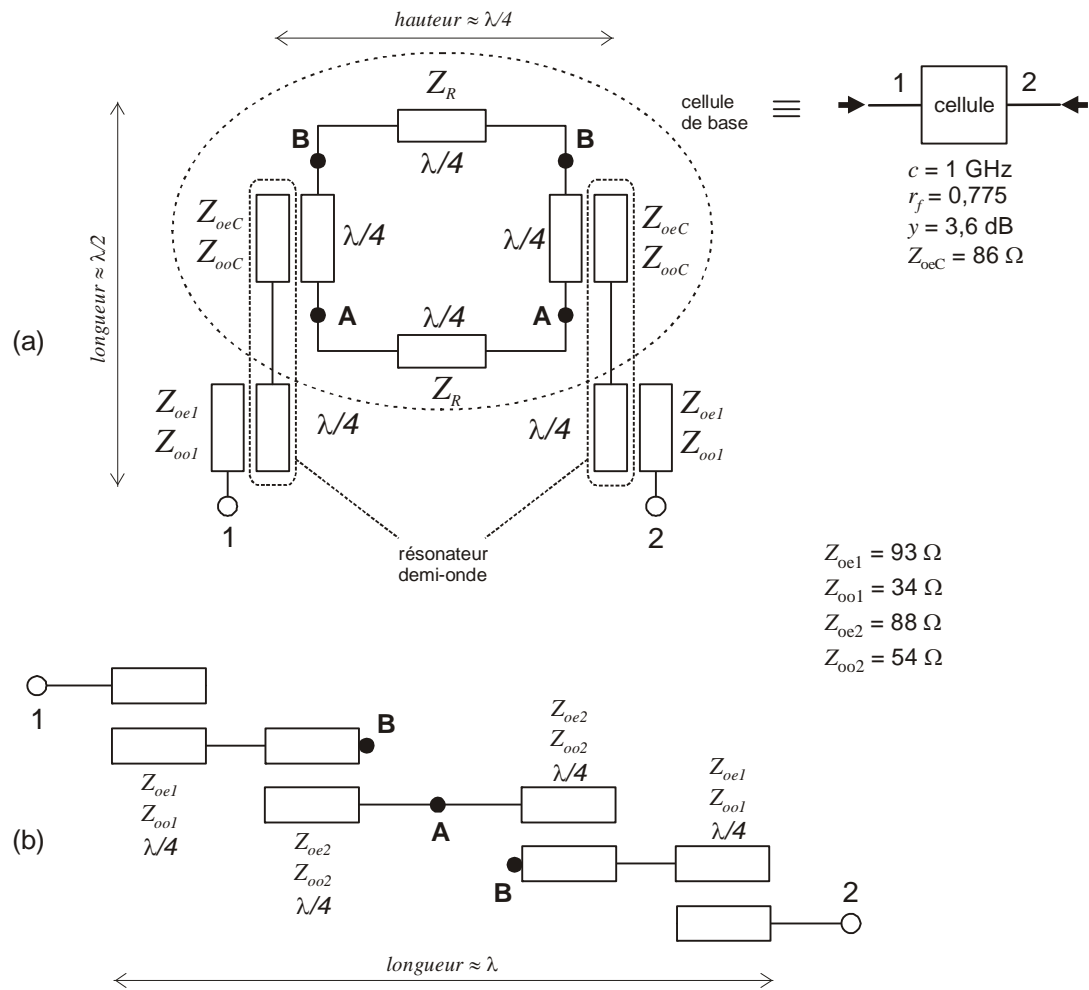 hauteur ≈ λ/4
Z_R
B
B
λ/4
cellule
de base
≡
1
2
cellule
c = 1 GHz
r_f = 0,775
y = 3,6 dB
Z_oeC = 86 Ω
longueur ≈ λ/2
Z_oeC
Z_ooC
λ/4
λ/4
Z_oeC
Z_ooC
(a)
A
λ/4
A
Z_R
Z_oe1
Z_oo1
λ/4
λ/4
Z_oe1
Z_oo1
1
2
résonateur
demi-onde
Z_oe1 = 93 Ω
Z_oo1 = 34 Ω
Z_oe2 = 88 Ω
Z_oo2 = 54 Ω
1
B
Z_oe2
Z_oo2
λ/4
Z_oe1
Z_oo1
λ/4
Z_oe1
Z_oo1
λ/4
A
(b)
Z_oe2
Z_oo2
λ/4
B
2
longueur ≈ λ